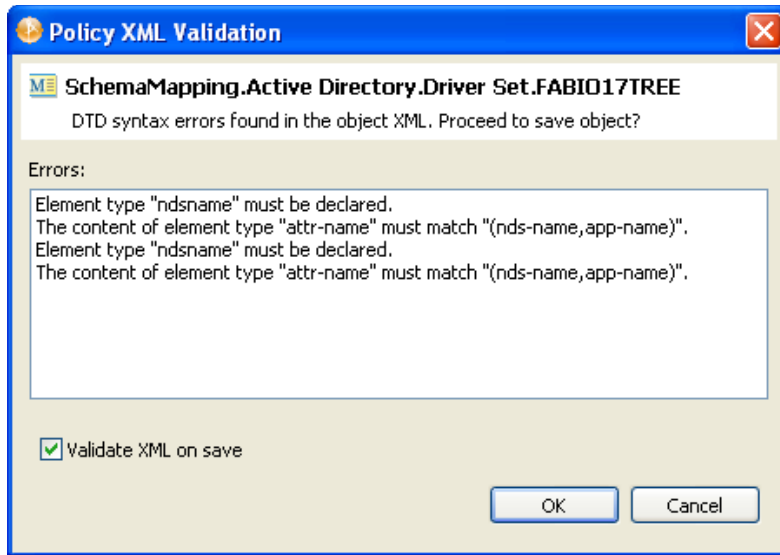 Policy XML Validation
SchemaMapping.Active Directory.Driver Set.FABIO17TREE
DTD syntax errors found in the object XML. Proceed to save object?
Errors:
Element type "ndsname" must be declared.
The content of element type "attr-name" must match "(nds-name,app-name)".
Element type "ndsname" must be declared.
The content of element type "attr-name" must match "(nds-name,app-name)".
Validate XML on save
OK Cancel